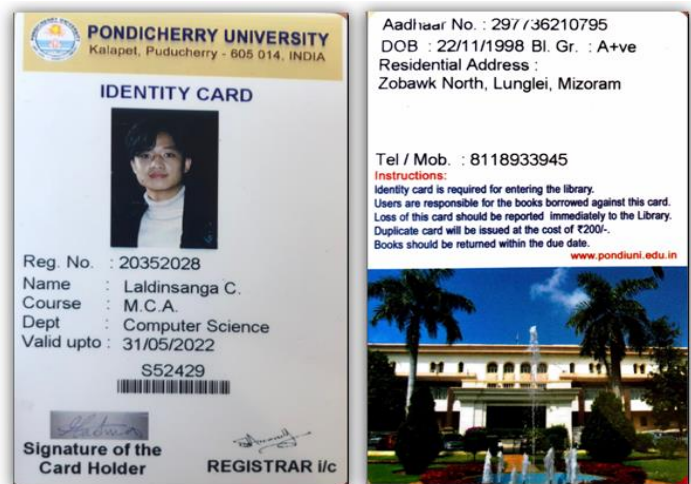 PONDICHERRY UNIVERSITY
Kalapet, Puducherry - 605 014, INDIA
IDENTITY CARD
Reg. No. : 20352028
Name : Laldinsanga C.
Course : M.C.A.
Dept : Computer Science
Valid upto : 31/05/2022
S52429
Signature of the
Card Holder
REGISTRAR i/c
Aadhaar No. : 297736210795
DOB : 22/11/1998 Bl. Gr. : A+ve
Residential Address :
Zobawk North, Lunglei, Mizoram
Tel / Mob. : 8118933945
Instructions:
Identity card is required for entering the library.
Users are responsible for the books borrowed against this card.
Loss of this card should be reported immediately to the Library.
Duplicate card will be issued at the cost of ₹200/-.
Books should be returned within the due date.
www.pondiuni.edu.in